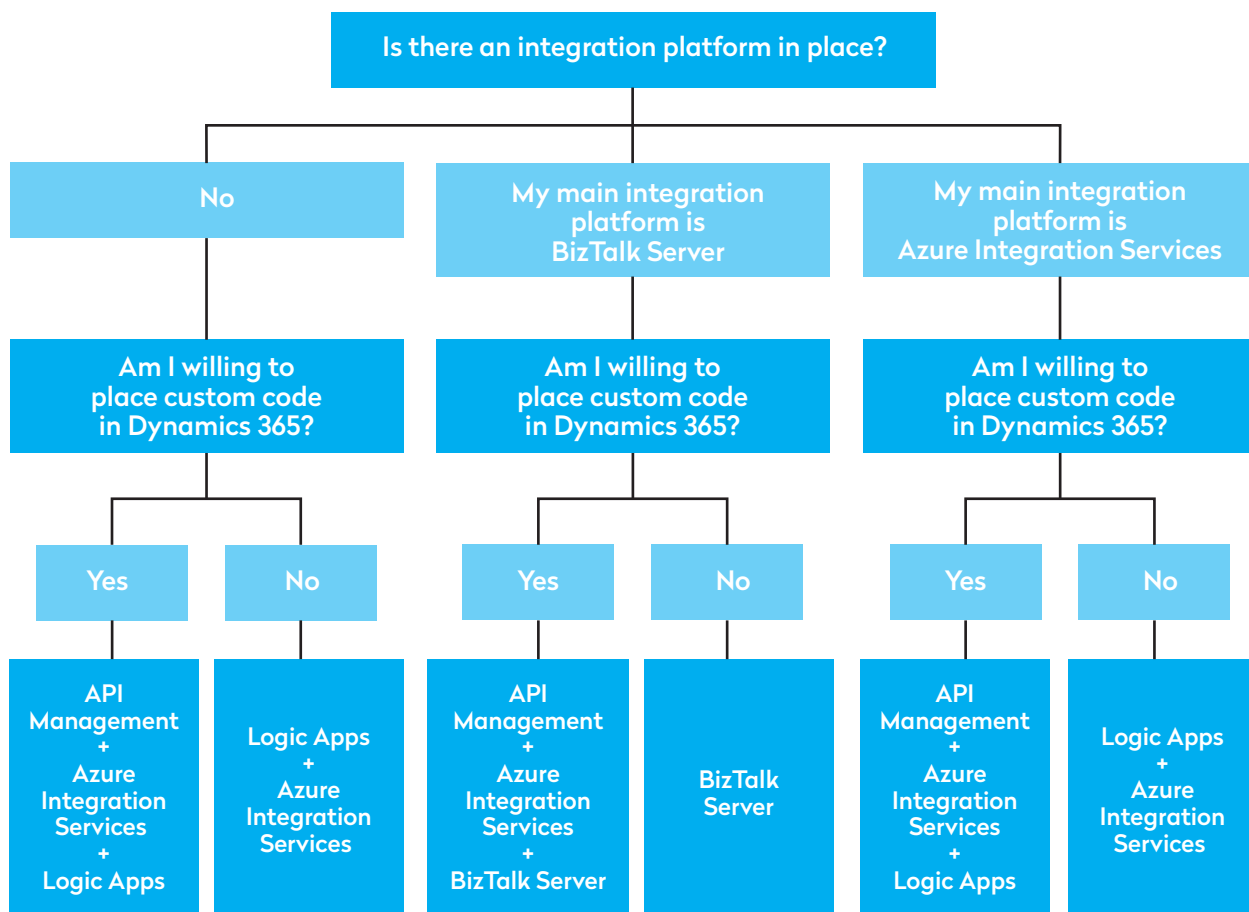 Is there an integration platform in place?
No
My main integration
platform is
BizTalk Server
My main integration
platform is
Azure Integration Services
Am I willing to
place custom code
in Dynamics 365?
Am I willing to
place custom code
in Dynamics 365?
Am I willing to
place custom code
in Dynamics 365?
Yes
No
Yes
No
Yes
No
API
Management
+
Azure
Integration
Services
+
Logic Apps
Logic Apps
+
Azure
Integration
Services
API
Management
+
Azure
Integration
Services
+
BizTalk Server
BizTalk
Server
API
Management
+
Azure
Integration
Services
+
Logic Apps
Logic Apps
+
Azure
Integration
Services